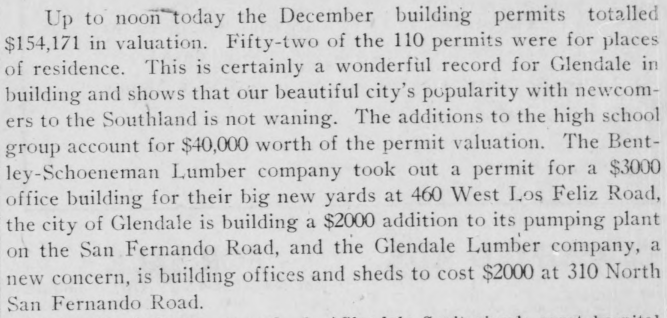 Up to noon today the December building permits totalled
$154,171 in valuation. Fifty-two of the 110 permits were for places
of residence. This is certainly a wonderful record for Glendale in
building and shows that our beautiful city's popularity with newcom-
ers to the Southland is not waning. The additions to the high school
group account for $40,000 worth of the permit valuation. The Bent-
ley-Schoeneman Lumber company took out a permit for a $3000
office building for their big new yards at 460 West Los Feliz Road,
the city of Glendale is building a $2000 addition to its pumping plant
on the San Fernando Road, and the Glendale Lumber company, a
new concern, is building offices and sheds to cost $2000 at 310 North
San Fernando Road.